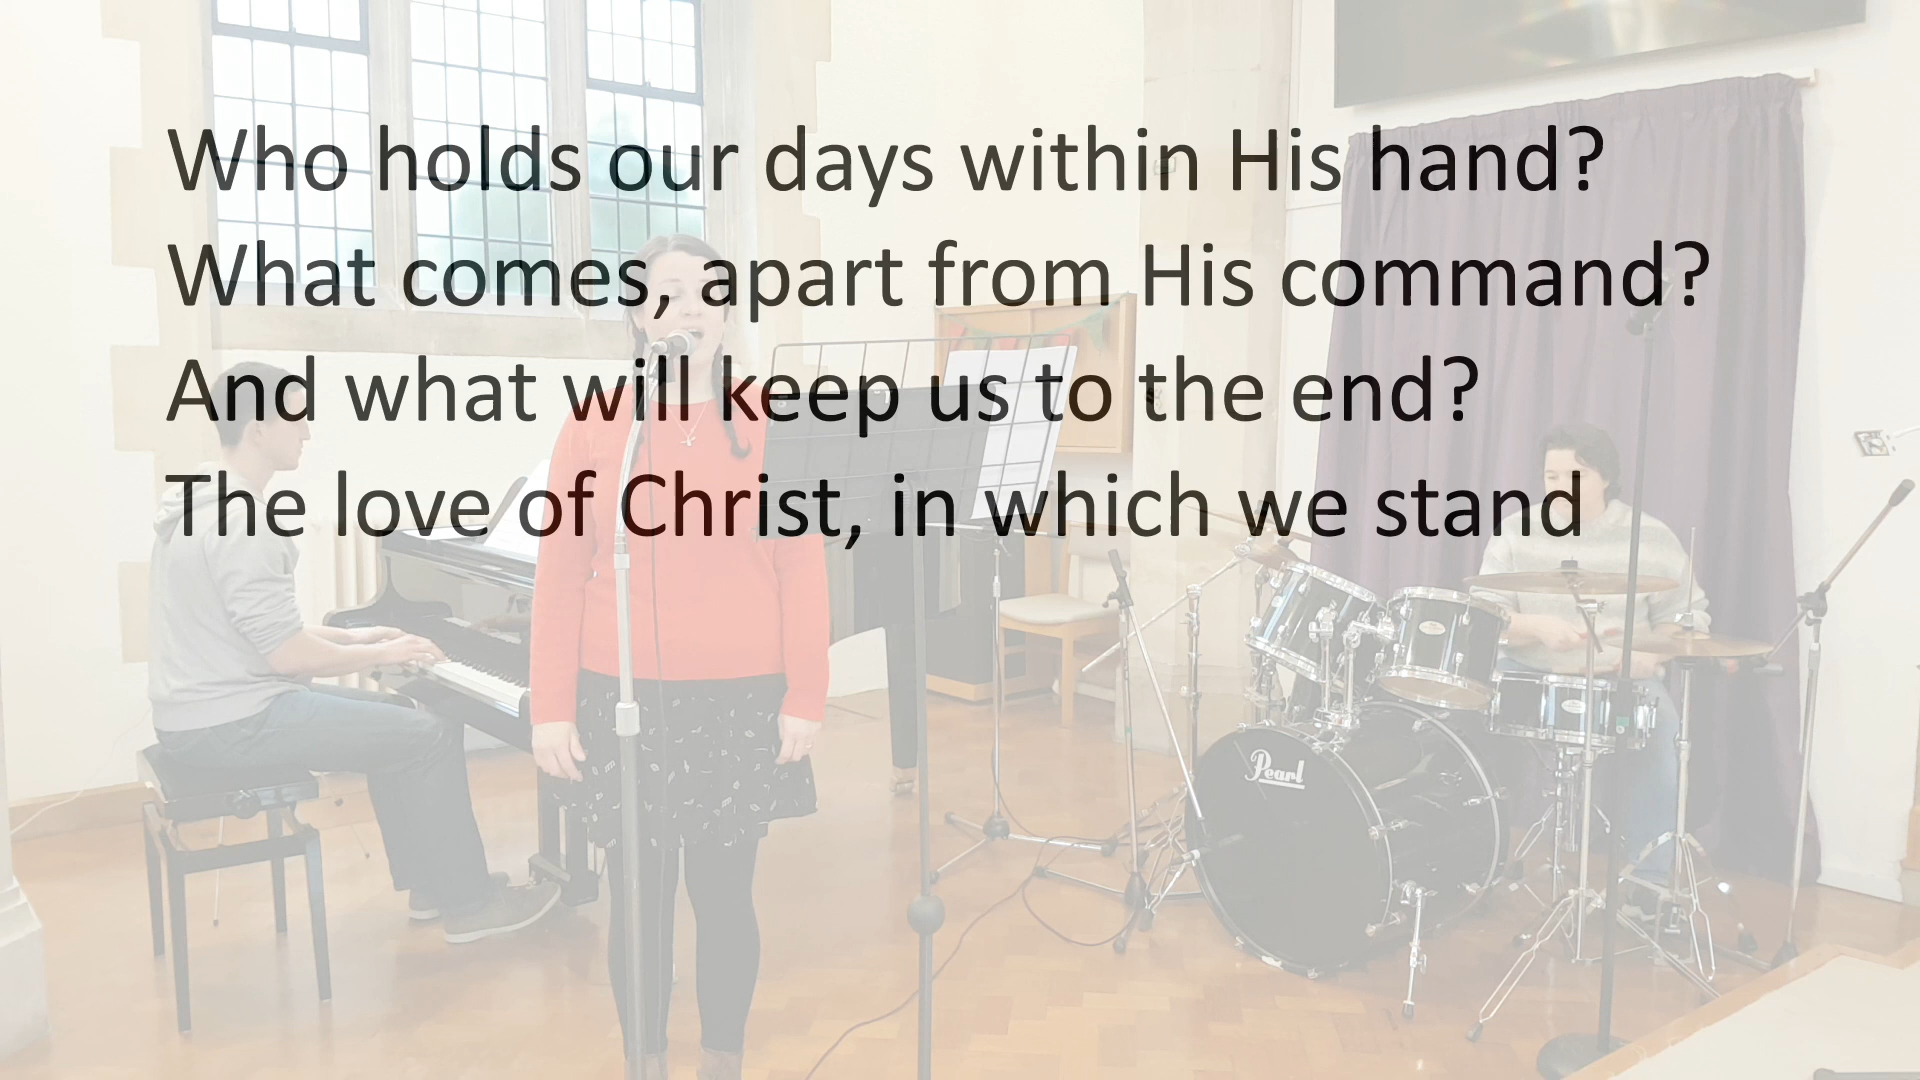 Who holds our days within His hand?
What comes, apart from His command?
And what will keep us to the end?
The love of Christ, in which we stand
Pearl